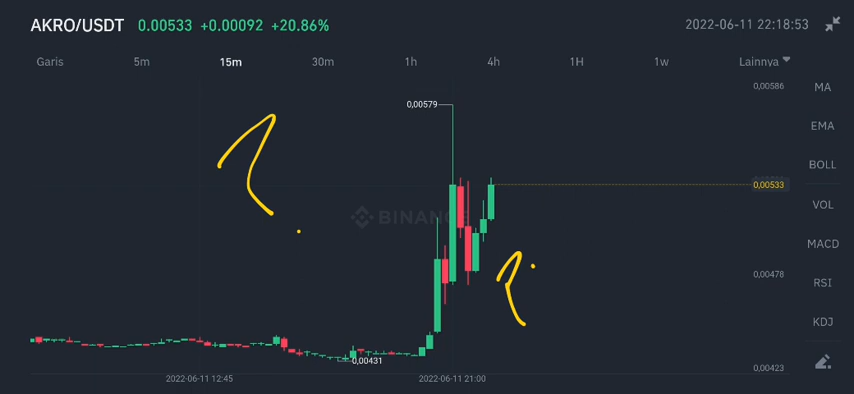 AKRO/USDT 0.00533 +0.00092 +20.86% 2022-06-11 22:18:53
Garis 5m 15m 30m 1h 4h 1H 1w Lainnya
0,00586
MA
0,00579
EMA
BOLL
0,00533
VOL
BINANCE
MACD
0,00478
RSI
KDJ
0,00431
0,00423
2022-06-11 12:45 2022-06-11 21:00